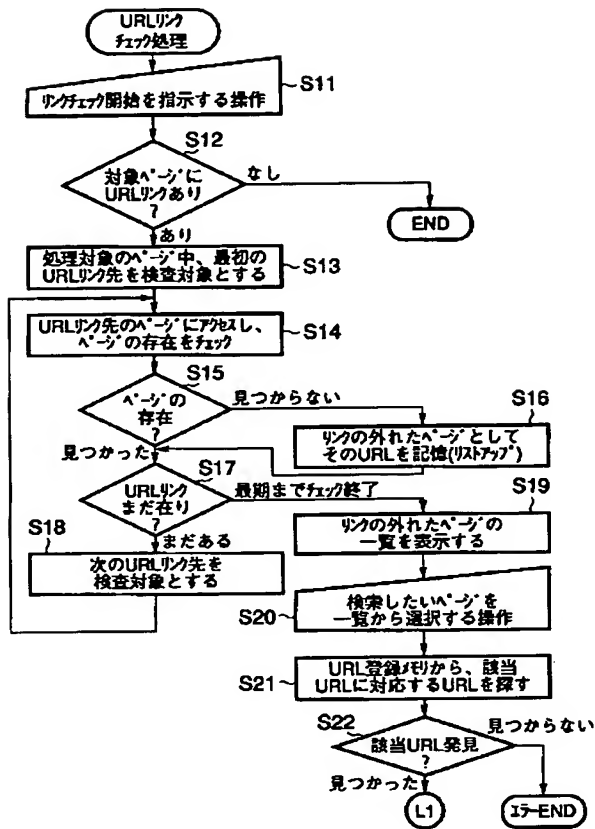 URLリンク
チェック処理
S11
リンクチェック開始を指示する操作
S12
対象ページに
URLリンクあり
?
なし
END
あり
処理対象のページ中、最初の
URLリンク先を検査対象とする
S13
URLリンク先のページにアクセスし、
ページの存在をチェック
S14
S15
ページの
存在
?
見つからない
S16
リンクの外れたページとして
そのURLを記憶(リストアップ)
見つかった
S17
URLリンク
まだ在り
?
最期までチェック終了
S19
リンクの外れたページの
一覧を表示する
S18
まだある
次のURLリンク先を
検査対象とする
S20
検索したいページを
一覧から選択する操作
S21
URL登録メモリから、該当
URLに対応するURLを探す
S22
該当URL発見
?
見つからない
見つかった
L1
エラーEND